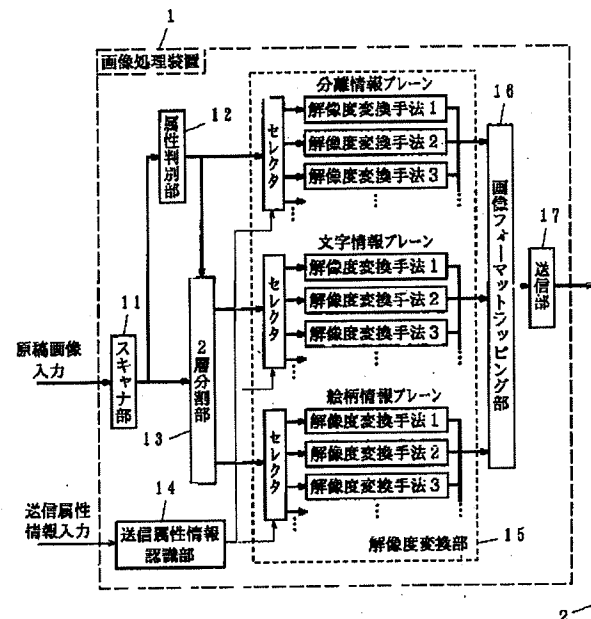 1
画像処理装置
分離情報プレーン
解像度変換手法1
解像度変換手法2
解像度変換手法3
セレクタ
属性判別部
12
16
文字情報プレーン
解像度変換手法1
解像度変換手法2
解像度変換手法3
セレクタ
画像フォーマットラッピング部
17
送信部
11
スキャナ部
原稿画像
入力
2層分割部
13
絵柄情報プレーン
解像度変換手法1
解像度変換手法2
解像度変換手法3
セレクタ
14
送信属性
情報入力
送信属性情報
認識部
解像度変換部
15
2